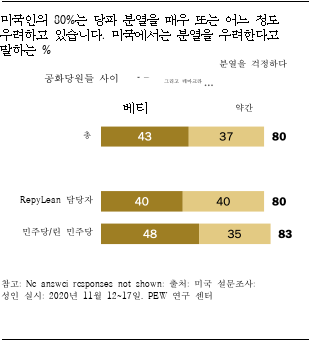 미국인의 80%는 당파 분열을 매우 또는 어느 정도
우려하고 있습니다. 미국에서는 분열을 우려한다고
말하는 %
분열을 걱정하다
공화당원들 사이
베티
약간
총
43
37
80
RepyLean 담당자
40
40
80
민주당/린 민주당
48
35
83
참고: No answei responses not shown: 출처: 미국 설문조사:
성인 실시: 2020년 11월 12~17일. PEW 연구 센터